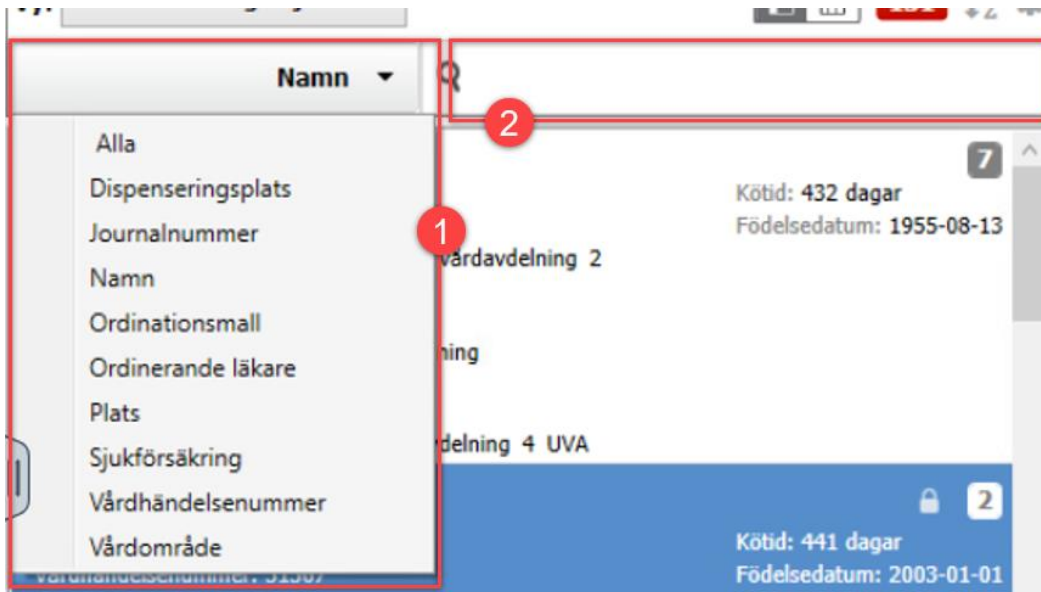 Namn
2
Alla
7
Dispenseringsplats
Kötid: 432 dagar
Journalnummer
1
Födelsedatum: 1955-08-13
vårdavdelning 2
Namn
Ordinationsmall
ning
Ordinerande läkare
Plats
delning 4 UVA
Sjukförsäkring
Vårdhändelsenummer
2
Vårdområde
Kötid: 441 dagar
Födelsedatum: 2003-01-01